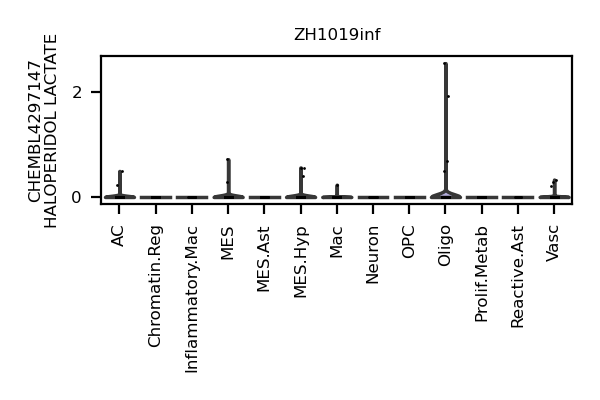 ZH1019inf
CHEMBL4297147
HALOPERIDOL LACTATE
2
0
AC
Chromatin.Reg
Inflammatory.Mac
MES
MES.Ast
MES.Hyp
Mac
Neuron
OPC
Oligo
Prolif.Metab
Reactive.Ast
Vasc